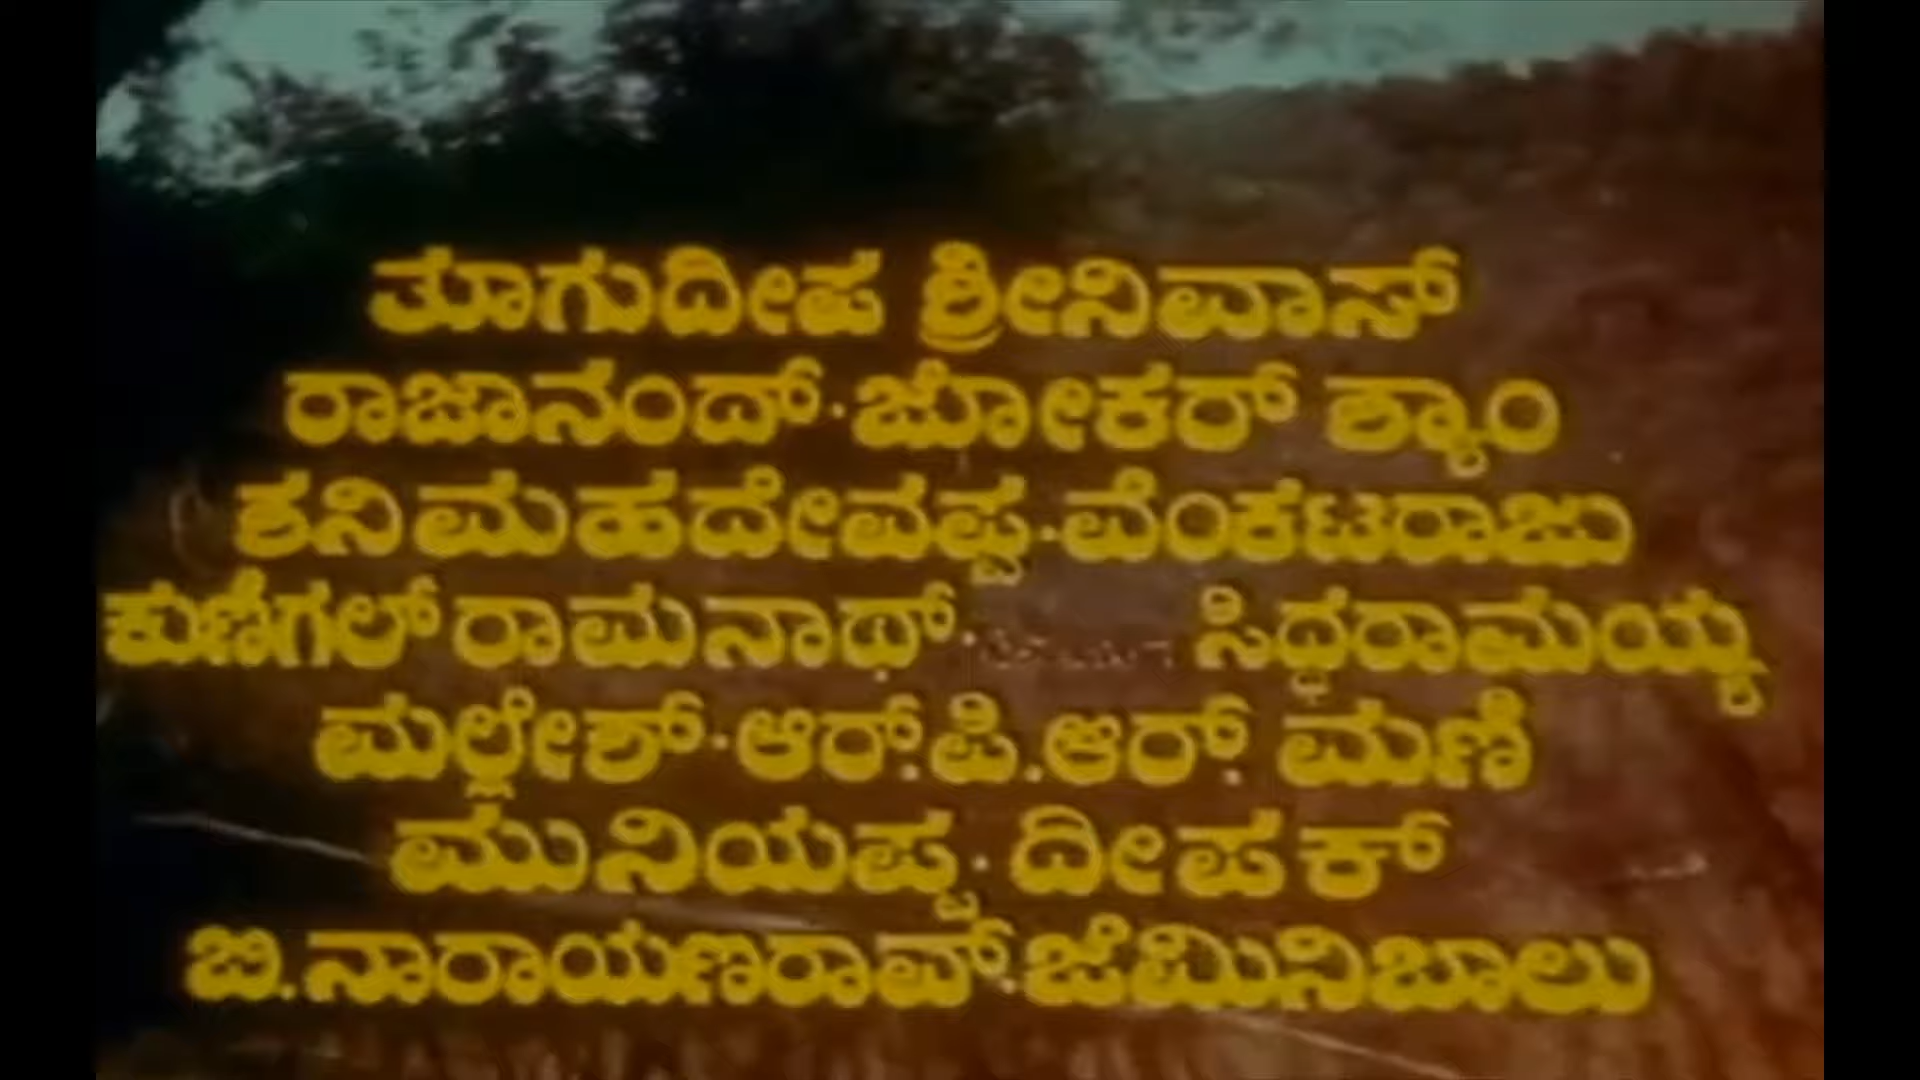 ತೂಗುದೀಪ ಶ್ರೀನಿವಾಸ್
ರಾಜಾನಂದ್·ಜೋಕರ್ ಶ್ಯಾಂ
ಶನಿಮಹದೇವಪ್ಪ·ವೆಂಕಟರಾಜು
ಕುಣಿಗಲ್ ರಾಮನಾಥ್· ಸಿದ್ಧರಾಮಯ್ಯ
ಮಲ್ಲೇಶ್·ಆರ್.ಪಿ.ಆರ್. ಮಣಿ
ಮುನಿಯಪ್ಪ·ದೀಪಕ್
ಐ.ನಾರಾಯಣರಾವ್·ಜೆಮಿನಿಬಾಲು